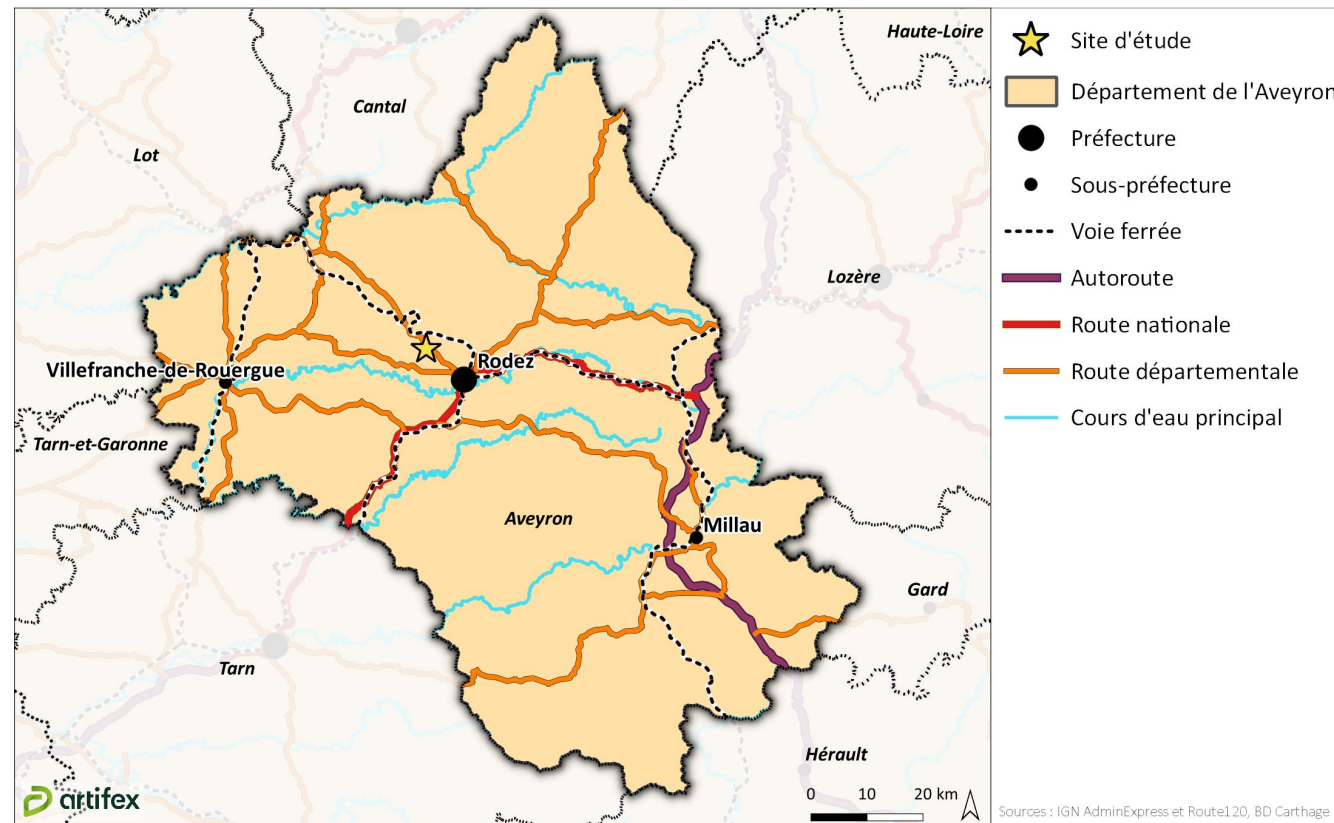 Haute-Loire
Cantal
Lot
Lozère
Rodez
Villefranche-de-Rouergue
Tarn-et-Garonne
Aveyron
Millau
Gard
Tarn
Hérault
artifex
0 10 20 km
Site d'étude
Département de l'Aveyron
Préfecture
Sous-préfecture
Voie ferrée
Autoroute
Route nationale
Route départementale
Cours d'eau principal
Sources : IGN AdminExpress et Route120, BD Carthage